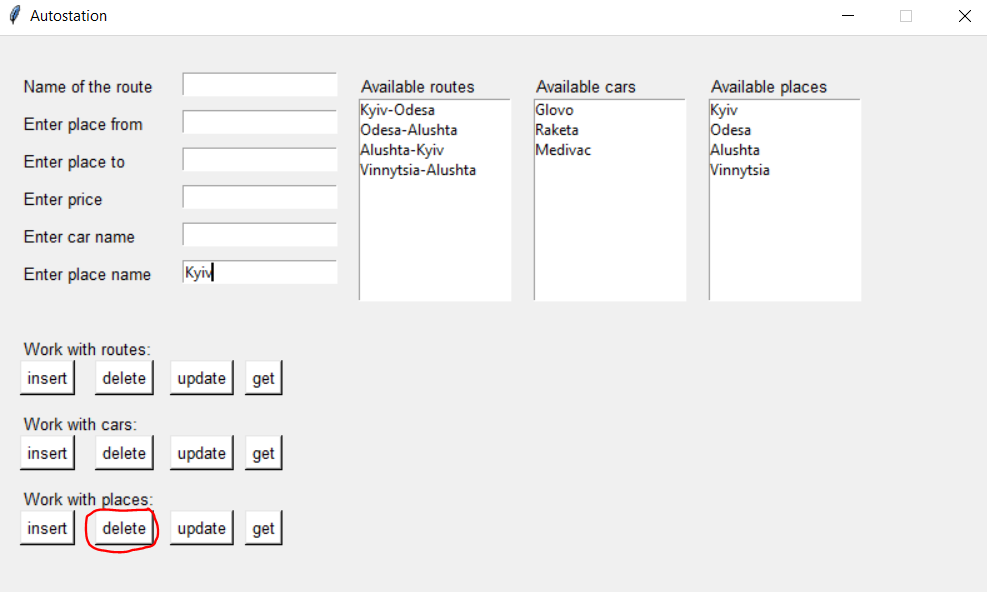 Autostation
Name of the route
Enter place from
Enter place to
Enter price
Enter car name
Enter place name
Kyiv
Available routes
Kyiv-Odesa
Odesa-Alushta
Alushta-Kyiv
Vinnytsia-Alushta
Available cars
Glovo
Raketa
Medivac
Available places
Kyiv
Odesa
Alushta
Vinnytsia
Work with routes:
insert delete update get
Work with cars:
insert delete update get
Work with places:
insert delete update get